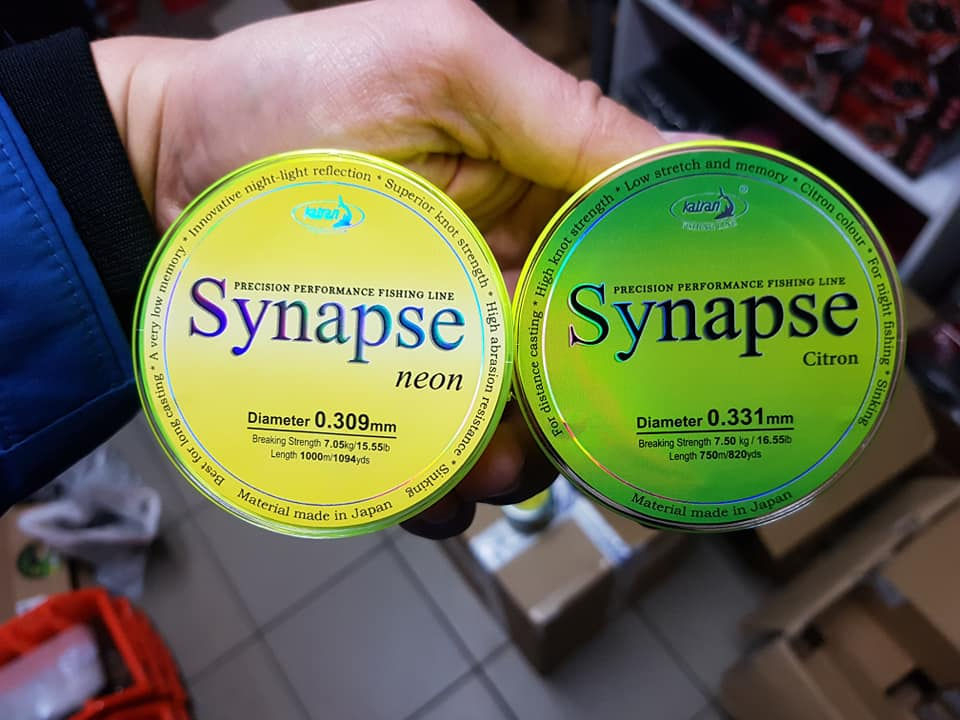 Best for long casting * A very low memory * Innovative night-light reflection * Superior knot strength * High abrasion resistance * Sinking
katran
PRECISION PERFORMANCE FISHING LINE
Synapse
neon
Diameter 0.309mm
Breaking Strength 7.05kg/15.55lb
Length 1000m/1094yds
Material made in Japan
For distance casting * High knot strength * Low stretch and memory * Citron colour * For night fishing * Sinking
katran ®
FISHING LINE
PRECISION PERFORMANCE FISHING LINE
Synapse
Citron
Diameter 0.331mm
Breaking Strength 7.50 kg / 16.55lb
Length 750m/820yds
Material made in Japan